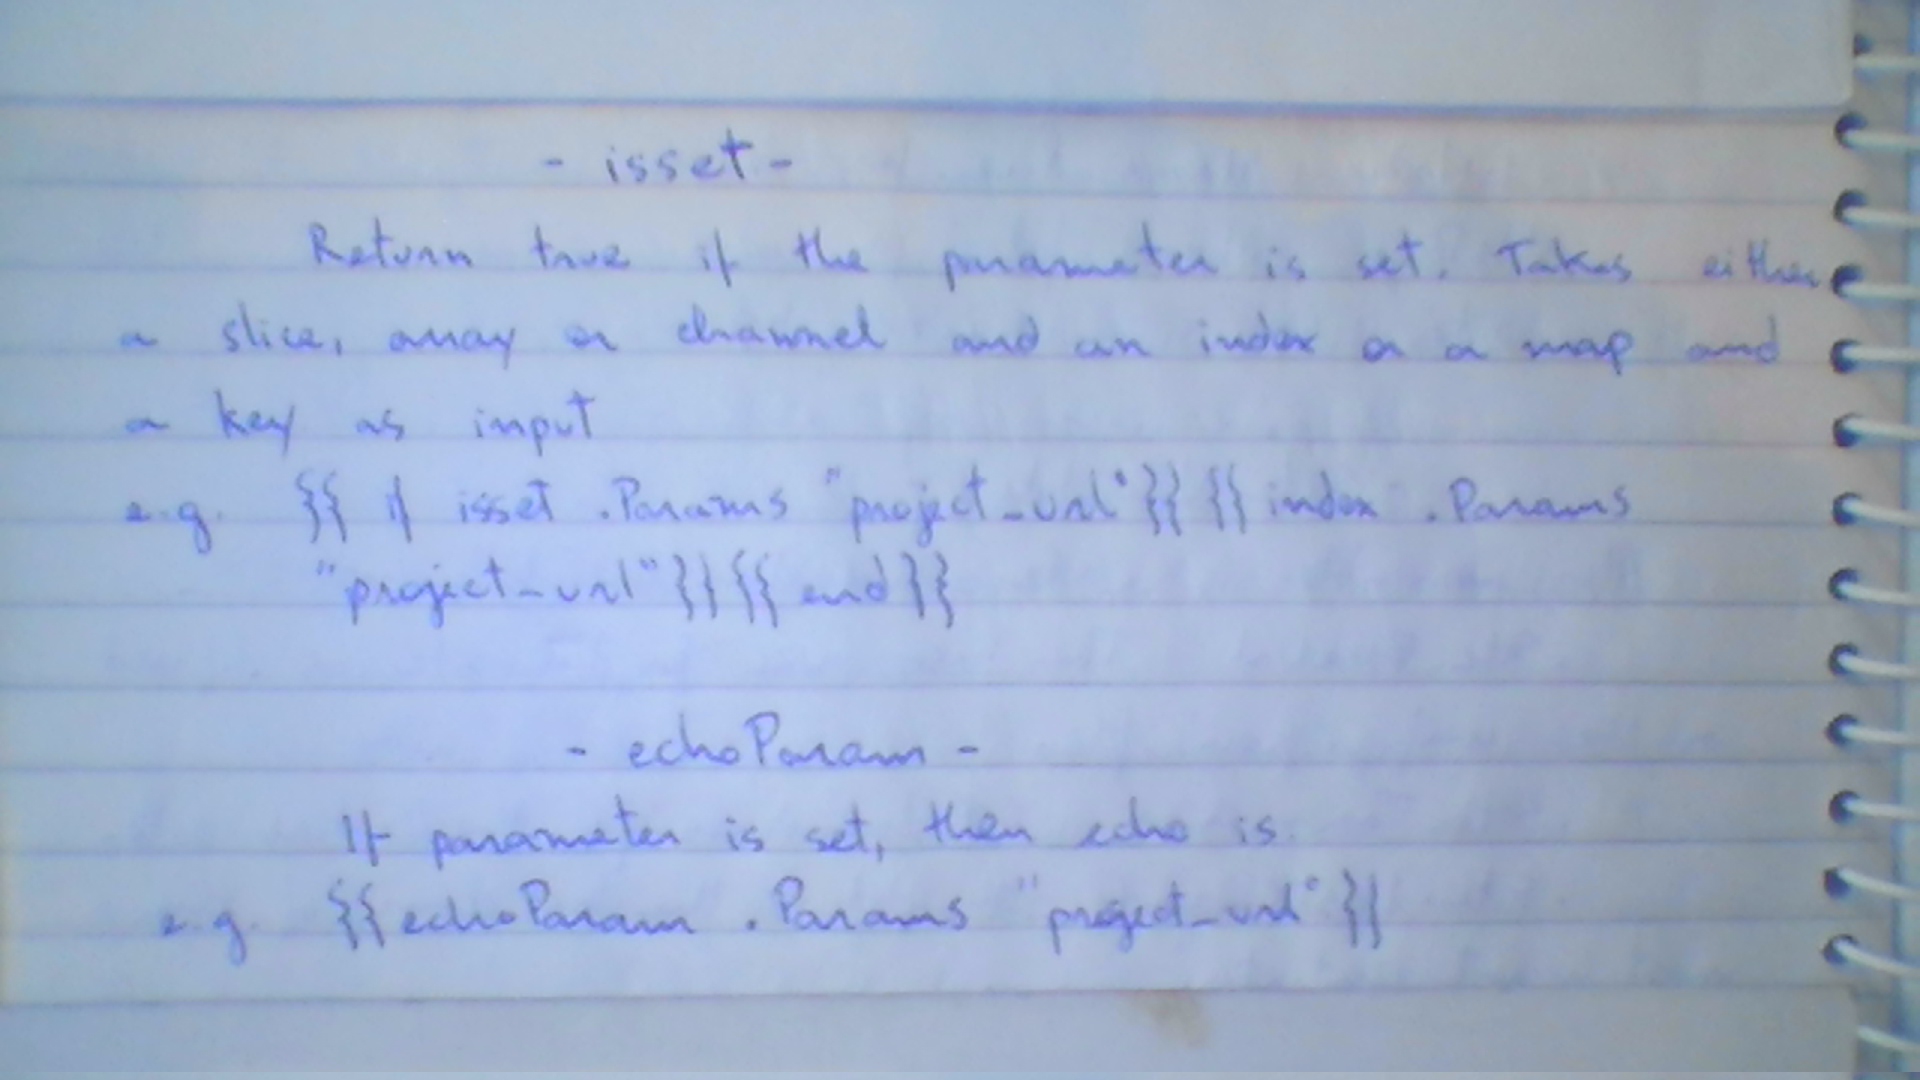 - isset -
Return true if the parameter is set. Takes either
a slice, array or channel and an index or a map and
a key as input
e.g. {{ if isset .Params "project_url" }} {{ index .Params
"project_url" }} {{ end }}
- echoParam -
If parameter is set, then echo is.
e.g. {{ echoParam .Params "project_url" }}